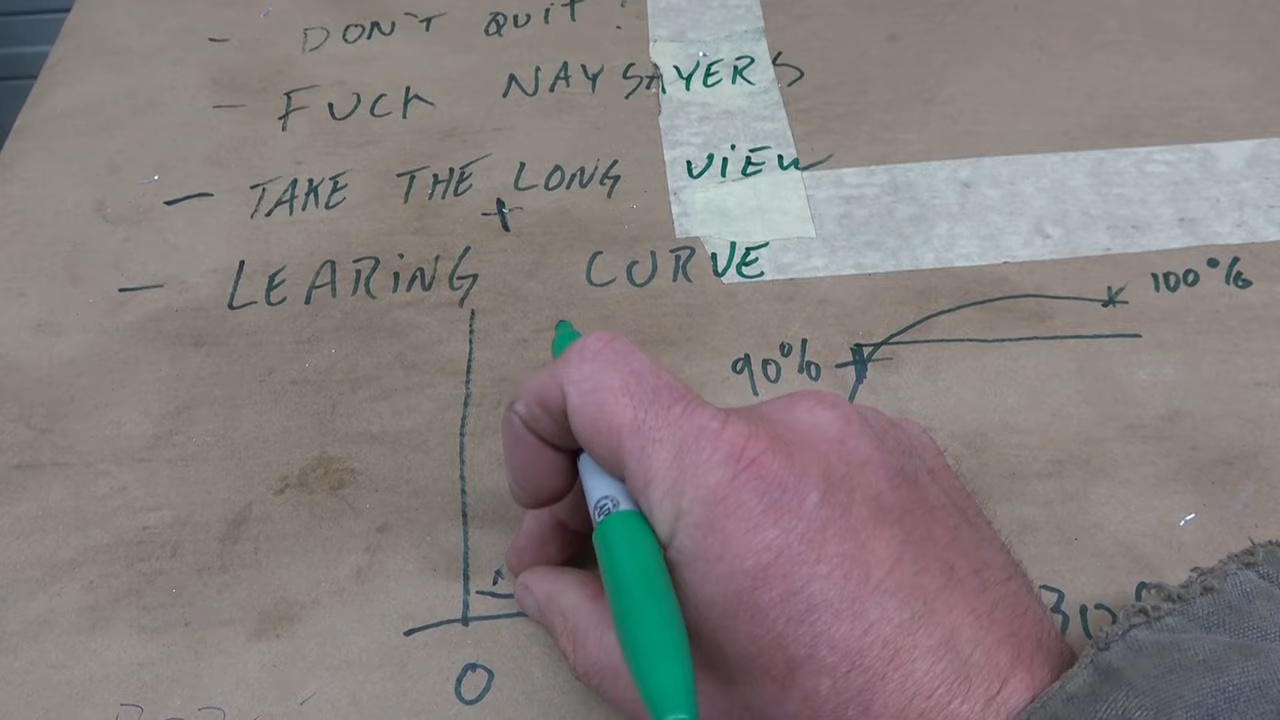 - DON'T QUIT!
- FUCK NAYSAYERS
- TAKE THE LONG VIEW
+
- LEARING CURVE
100%
90%
0